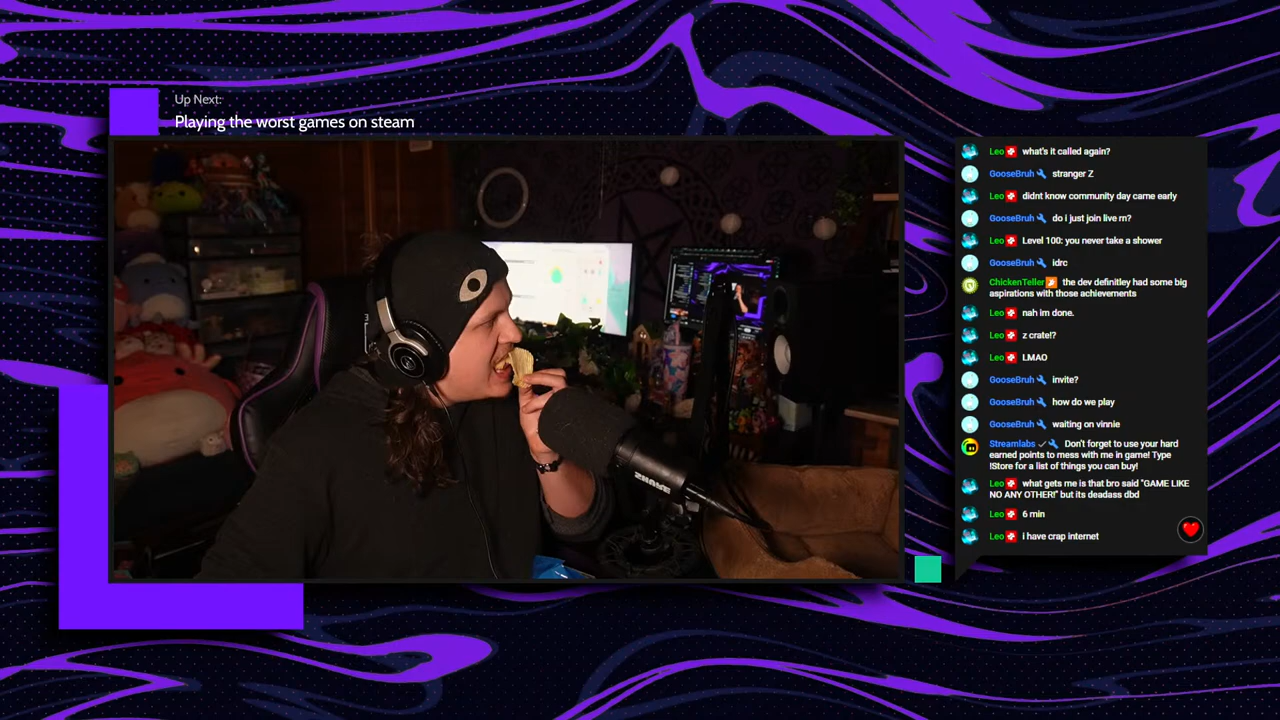 Up Next:
Playing the worst games on steam
Leo what's it called again?
GooseBruh stranger Z
Leo didnt know community day came early
GooseBruh do i just join live rn?
Leo Level 100: you never take a shower
GooseBruh idrc
ChickenTeller the dev definitley had some big
aspirations with those achievements
Leo nah im done.
Leo z crate!?
Leo LMAO
GooseBruh invite?
GooseBruh how do we play
GooseBruh waiting on vinnie
Streamlabs Don't forget to use your hard
earned points to mess with me in game! Type
!Store for a list of things you can buy!
Leo what gets me is that bro said "GAME LIKE
NO ANY OTHER!" but its deadass dbd
Leo 6 min
Leo i have crap internet
SHURE